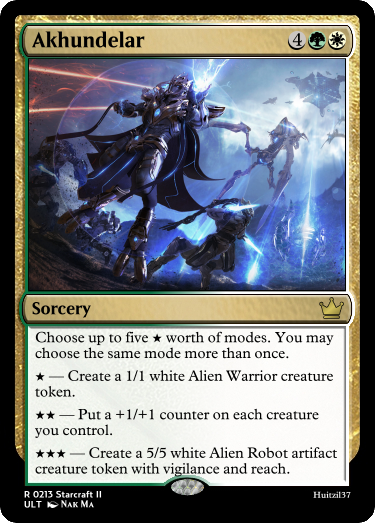 Akhundelar 4
Sorcery
Choose up to five ★ worth of modes. You may
choose the same mode more than once.
★ — Create a 1/1 white Alien Warrior creature
token.
★★ — Put a +1/+1 counter on each creature
you control.
★★★ — Create a 5/5 white Alien Robot artifact
creature token with vigilance and reach.
R 0213 Starcraft II
ULT Nak Ma
Huitzil37